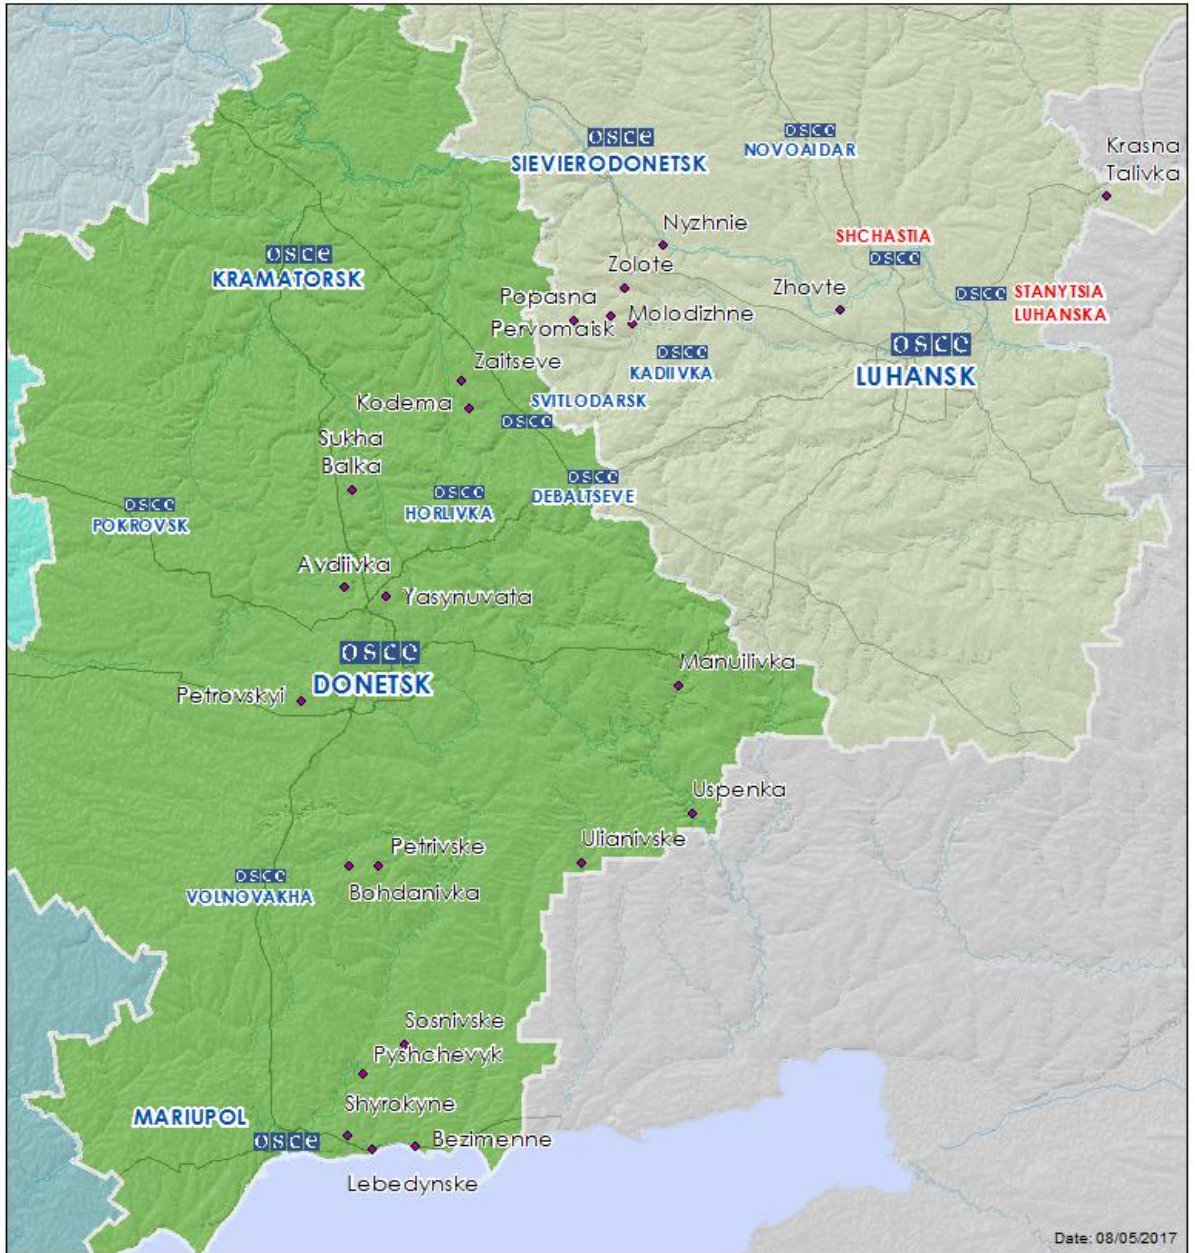 osce
SIEVIERODONETSK
osce
NOVOAIDAR
Krasna
Talivka
Nyzhnie
SHCHASTIA
osce
osce
KRAMATORSK
Zolote
Zhovte
osce
STANYTSIA
LUHANSKA
Popasna
Pervomaisk
Molodizhne
osce
LUHANSK
osce
KADIIVKA
Zaitseve
Kodema
SVITLODARSK
osce
Sukha
Balka
osce
POKROVSK
osce
HORLIVKA
osce
DEBALTSEVE
Avdiivka
Yasynuvata
osce
DONETSK
Petrovskyi
Manuilivka
Uspenka
Ulianivske
Petrivske
osce
VOLNOVAKHA
Bohdanivka
Sosnivske
Pyshchevyk
Shyrokyne
MARIUPOL
osce
Bezimenne
Lebedynske
Date: 08/05/2017